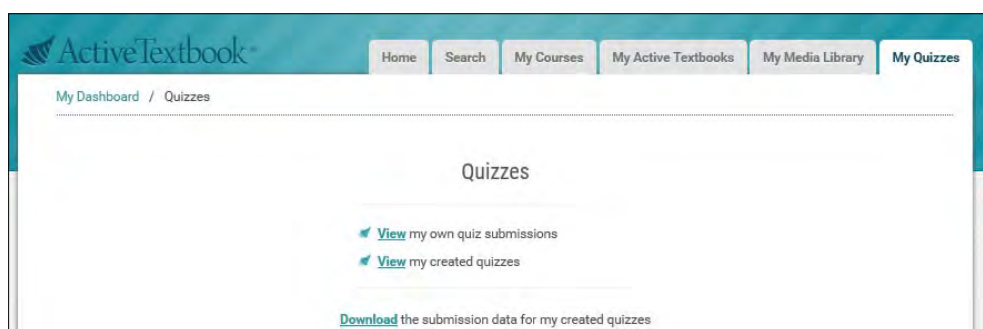 ActiveTextbook
Home Search My Courses My Active Textbooks My Media Library My Quizzes
My Dashboard / Quizzes
Quizzes
View my own quiz submissions
View my created quizzes
Download the submission data for my created quizzes